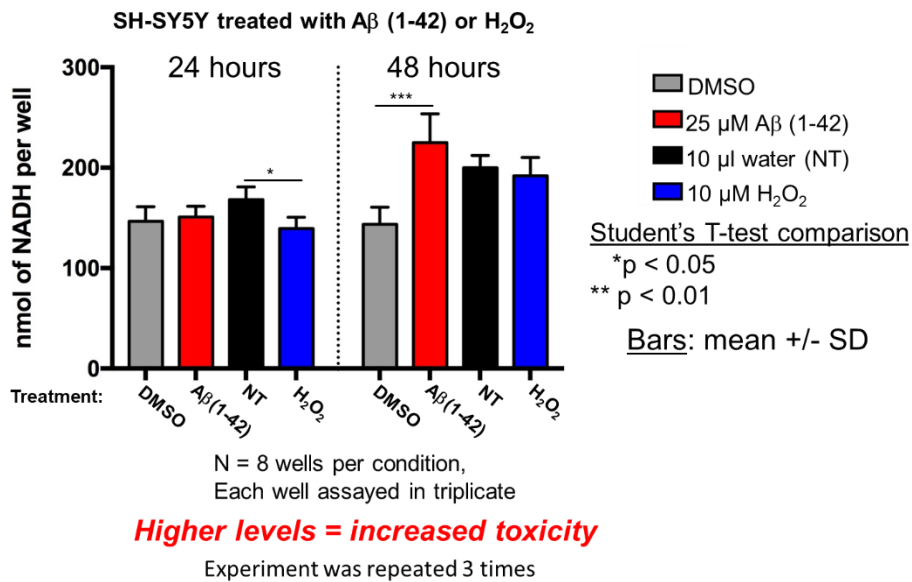 SH-SY5Y treated with Aβ (1-42) or H₂O₂
24 hours
48 hours
nmol of NADH per well
300
200
100
0
*
***
Treatment:
DMSO
Aβ (1-42)
NT
H₂O₂
DMSO
Aβ (1-42)
NT
H₂O₂
DMSO
25 µM Aβ (1-42)
10 µl water (NT)
10 µM H₂O₂
Student's T-test comparison
*p < 0.05
** p < 0.01
Bars: mean +/- SD
N = 8 wells per condition,
Each well assayed in triplicate
Higher levels = increased toxicity
Experiment was repeated 3 times